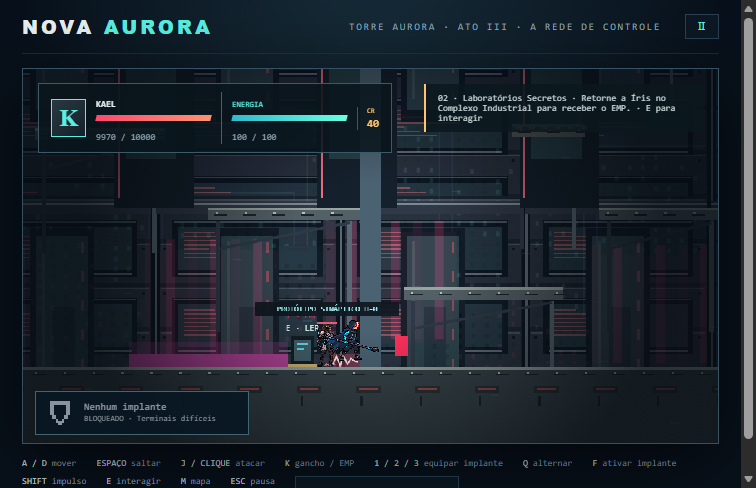 NOVA AURORA
TORRE AURORA · ATO III · A REDE DE CONTROLE
II
K
KAEL
9970 / 10000
ENERGIA
100 / 100
CR
40
02 · Laboratórios Secretos · Retorne a Íris no
Complexo Industrial para receber o EMP. · E para
interagir
PROTÓTIPO SINÁPTICO
E · LER
Nenhum implante
BLOQUEADO · Terminais difíceis
A / D mover
ESPAÇO saltar
J / CLIQUE atacar
K gancho / EMP
1 / 2 / 3 equipar implante
Q alternar
F ativar implante
SHIFT impulso
E interagir
M mapa
ESC pausa